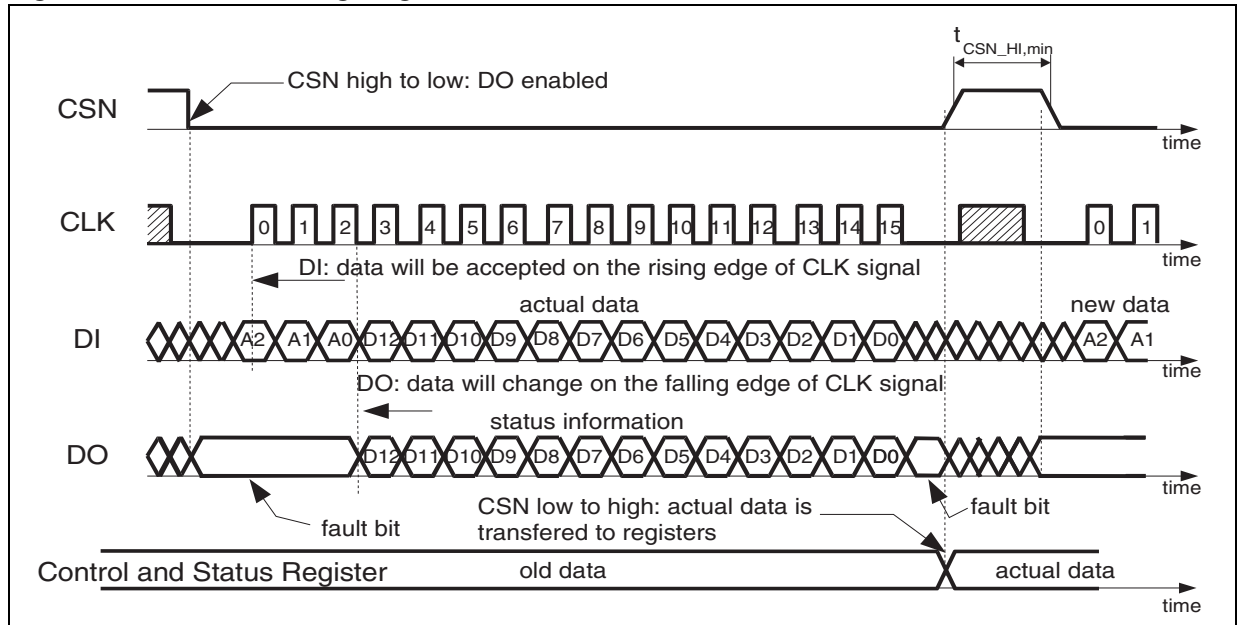 t CSN_HI,min
CSN high to low: DO enabled
CSN
time
CLK
0 1 2 3 4 5 6 7 8 9 10 11 12 13 14 15 0 1
time
DI: data will be accepted on the rising edge of CLK signal
actual data
new data
DI
A2 A1 A0 D12 D11 D10 D9 D8 D7 D6 D5 D4 D3 D2 D1 D0 A2 A1
time
DO: data will change on the falling edge of CLK signal
status information
DO
D12 D11 D10 D9 D8 D7 D6 D5 D4 D3 D2 D1 D0
time
fault bit
CSN low to high: actual data is
transfered to registers
fault bit
Control and Status Register
old data
actual data
time